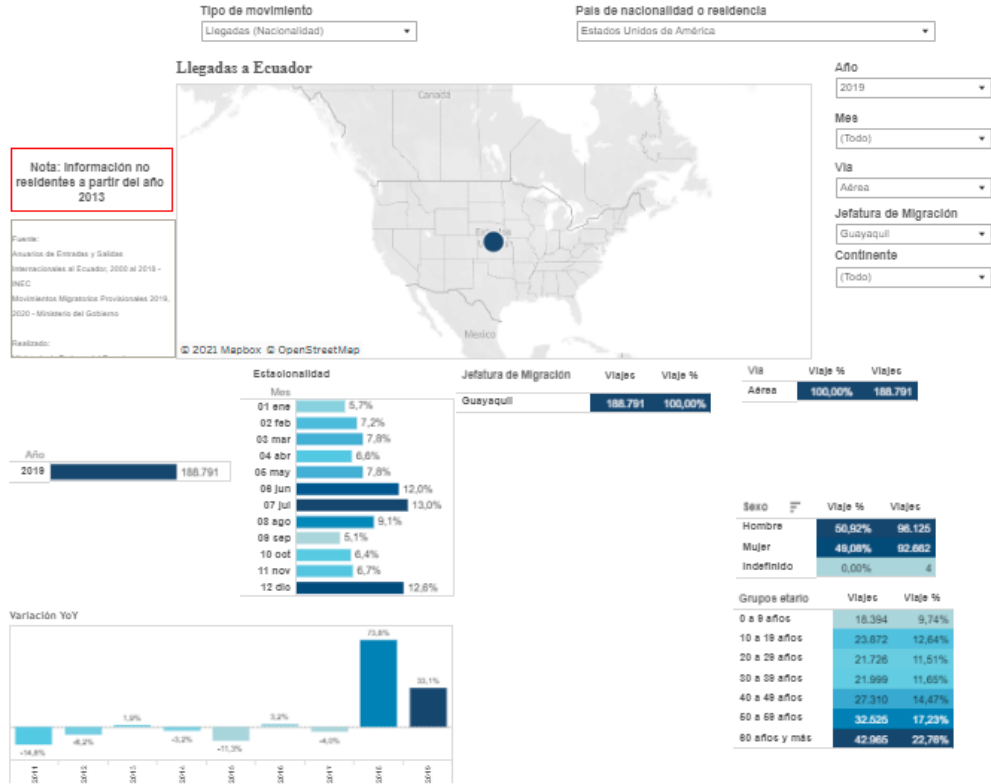 Tipo de movimiento
Llegadas (Nacionalidad)
País de nacionalidad o residencia
Estados Unidos de América
Llegadas a Ecuador
Canadá
México
© 2021 Mapbox © OpenStreetMap
Año
2019
Mes
(Todo)
Vía
Aérea
Jefatura de Migración
Guayaquil
Continente
(Todo)
Nota: Información no
residentes a partir del año
2013
Fuente:
Anuarios de Entradas y Salidas
Internacionales al Ecuador, 2000 al 2018 -
INEC
Movimientos Migratorios Provisionales 2019,
2020 - Ministerio del Gobierno
Realizado:
Año
2019 188.791
Estacionalidad
Mes
01 ene 5,7%
02 feb 7,2%
03 mar 7,8%
04 abr 6,6%
05 may 7,8%
06 jun 12,0%
07 jul 13,0%
08 ago 9,1%
09 sep 5,1%
10 oct 6,4%
11 nov 6,7%
12 dic 12,6%
Jefatura de Migración Viajes Viaje %
Guayaquil 188.791 100,00%
Vía Viaje % Viajes
Aérea 100,00% 188.791
Sexo Viaje % Viajes
Hombre 50,92% 96.125
Mujer 49,08% 92.662
Indefinido 0,00% 4
Grupos etario Viajes Viaje %
0 a 9 años 18.394 9,74%
10 a 19 años 23.872 12,64%
20 a 29 años 21.726 11,51%
30 a 39 años 21.999 11,65%
40 a 49 años 27.310 14,47%
50 a 59 años 32.525 17,23%
60 años y más 42.965 22,76%
Variación YoY
-14,8% -6,2% 1,9% -3,2% -11,3% 3,2% -4,0% 73,8% 33,1%
2011 2012 2013 2014 2015 2016 2017 2018 2019